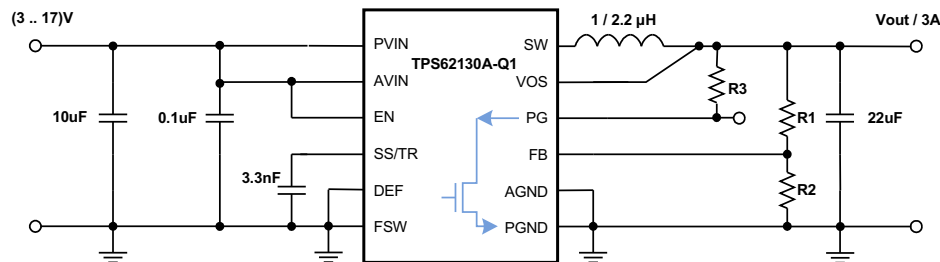 (3 .. 17)V
1 / 2.2 µH
Vout / 3A
PVIN
SW
TPS62130A-Q1
AVIN
VOS
R3
10uF
0.1uF
EN
PG
R1
22uF
SS/TR
FB
3.3nF
DEF
AGND
R2
FSW
PGND